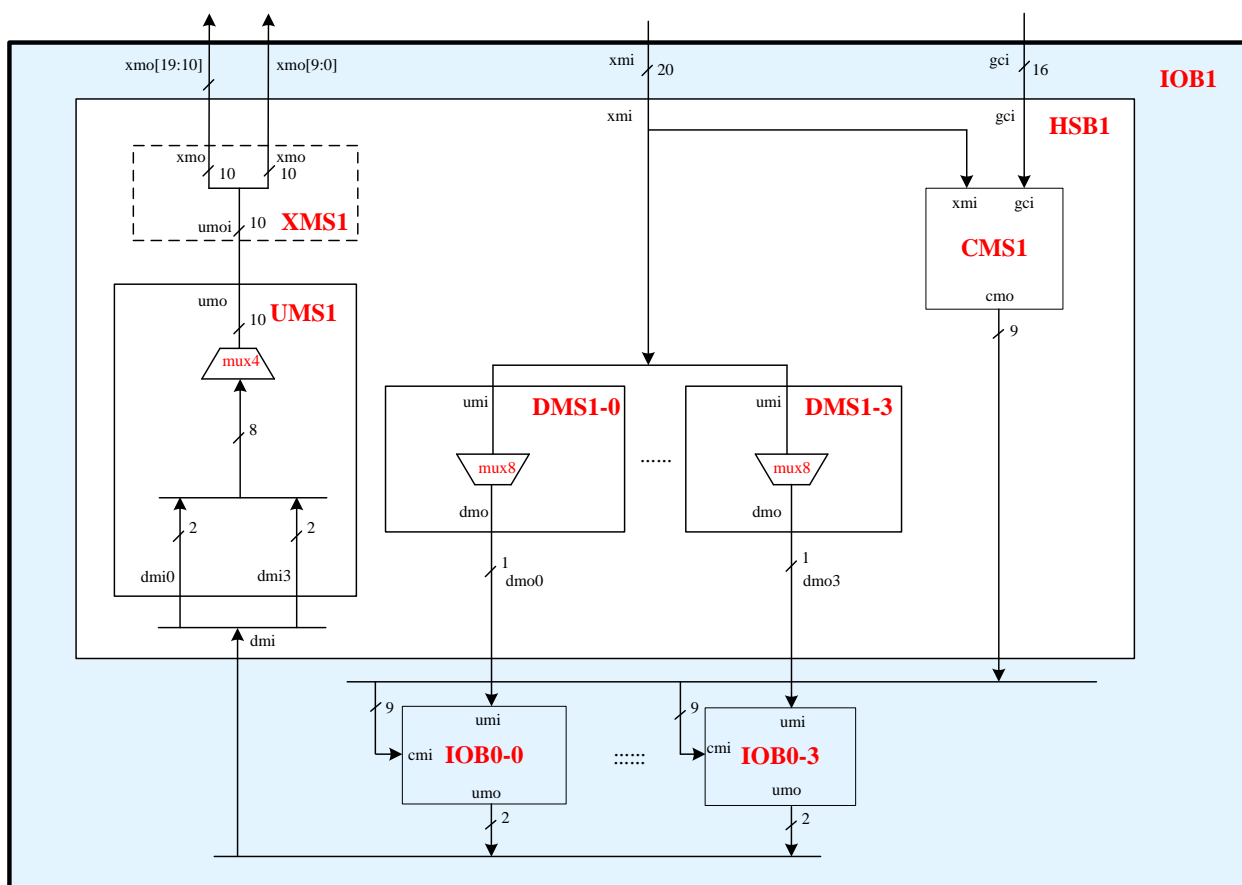 xmo[19:10]
xmo[9:0]
xmi
20
gci
16
IOB1
xmi
gci
HSB1
xmo
10
xmo
10
umoi
10
XMS1
xmi
gci
CMS1
cmo
9
umo
10
UMS1
mux4
8
2
2
dmi0
dmi3
dmi
umi
DMS1-0
mux8
dmo
1
dmo0
......
umi
DMS1-3
mux8
dmo
1
dmo3
9
cmi
umi
IOB0-0
umo
2
::::::
9
cmi
umi
IOB0-3
umo
2